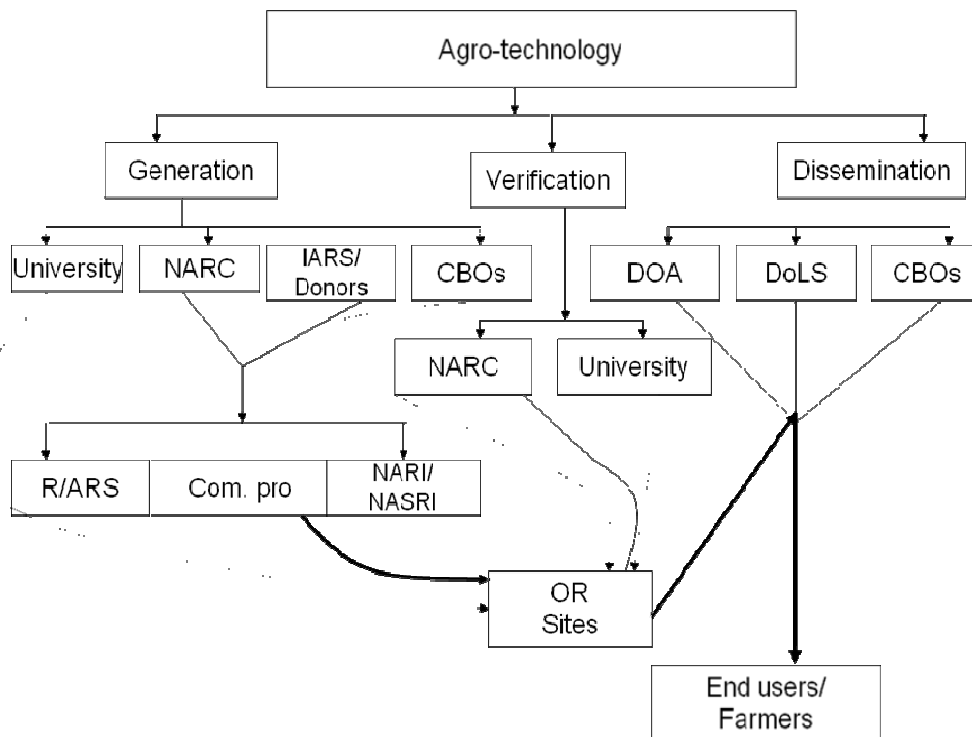 Agro-technology
Generation
Verification
Dissemination
University
NARC
IARS/
Donors
CBOs
DOA
DoLS
CBOs
NARC
University
R/ARS
Com. pro
NARI/
NASRI
OR
Sites
End users/
Farmers